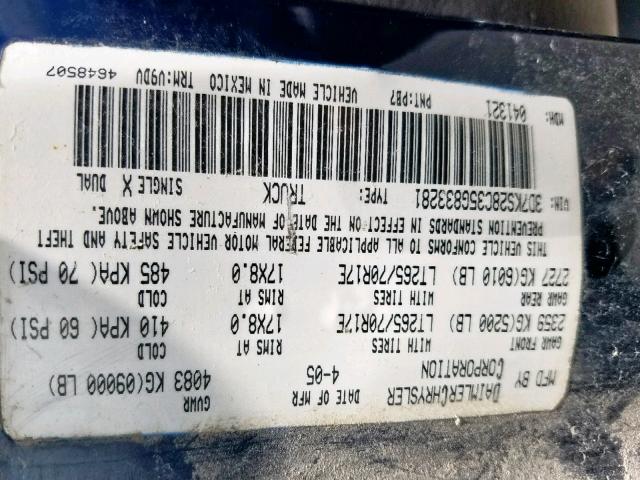 MFD BY DAIMLERCHRYSLER CORPORATION
DATE OF MFR 4-05
GVWR 4083 KG(09000 LB)
GAWR FRONT WITH TIRES RIMS AT COLD
2359 KG(5200 LB) LT265/70R17E 17X8.0 410 KPA( 60 PSI)
GAWR REAR WITH TIRES RIMS AT COLD
2727 KG(6010 LB) LT265/70R17E 17X8.0 485 KPA( 70 PSI)
THIS VEHICLE CONFORMS TO ALL APPLICABLE FEDERAL MOTOR VEHICLE SAFETY AND THEFT
PREVENTION STANDARDS IN EFFECT ON THE DATE OF MANUFACTURE SHOWN ABOVE.
VIN: 3D7KS28C35G833281 TYPE: TRUCK SINGLE X DUAL
MDH: 041321 PNT:PB7 VEHICLE MADE IN MEXICO TRM:V9DV 4648507